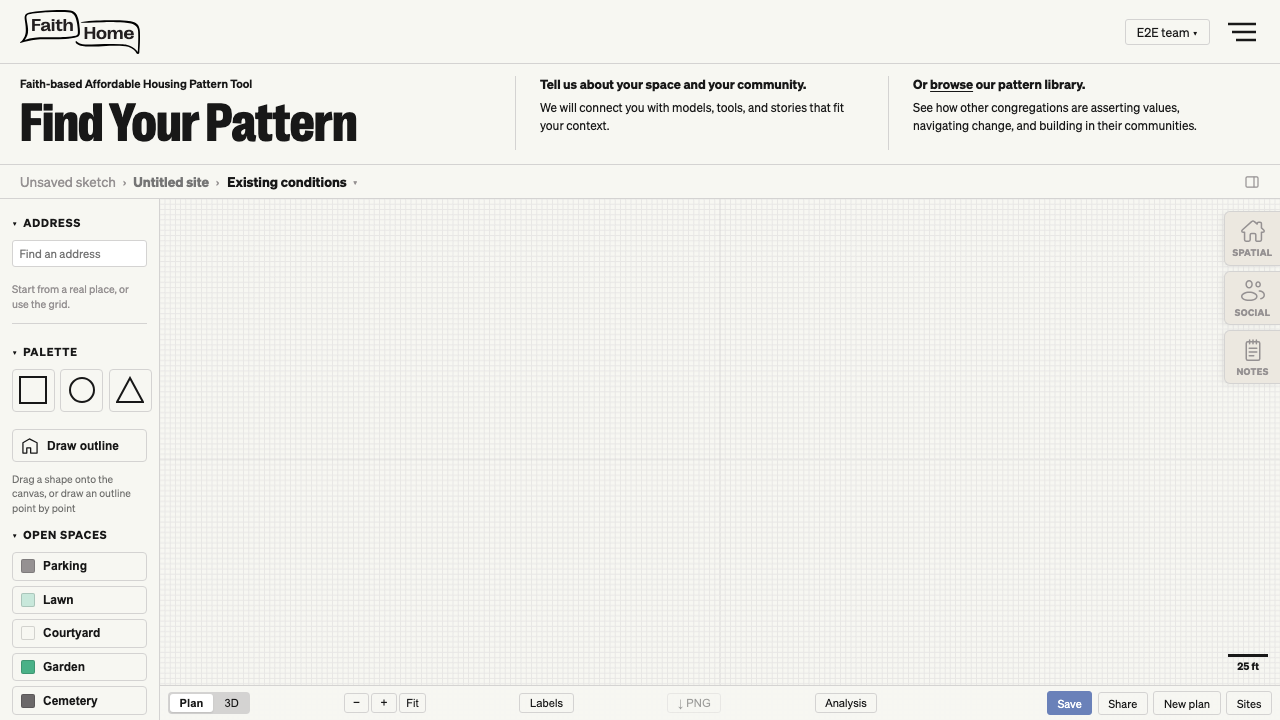 Faith
Home
E2E team ▾
Faith-based Affordable Housing Pattern Tool
Find Your Pattern
Tell us about your space and your community.
We will connect you with models, tools, and stories that fit
your context.
Or browse our pattern library.
See how other congregations are asserting values,
navigating change, and building in their communities.
Unsaved sketch › Untitled site › Existing conditions ▾
▾ ADDRESS
Find an address
Start from a real place, or
use the grid.
▾ PALETTE
Draw outline
Drag a shape onto the
canvas, or draw an outline
point by point
▾ OPEN SPACES
Parking
Lawn
Courtyard
Garden
Cemetery
SPATIAL
SOCIAL
NOTES
25 ft
Plan 3D
− + Fit
Labels
↓ PNG
Analysis
Save
Share
New plan
Sites